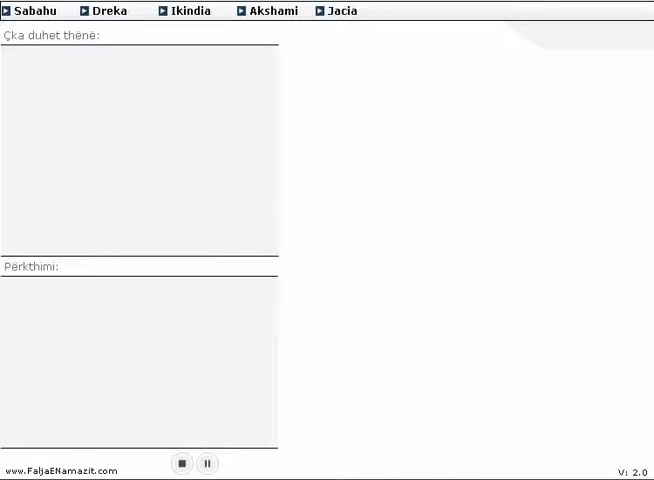 Sabahu Dreka Ikindia Akshami Jacia
Çka duhet thënë:
Përkthimi:
www.FaljaENamazit.com
V: 2.0